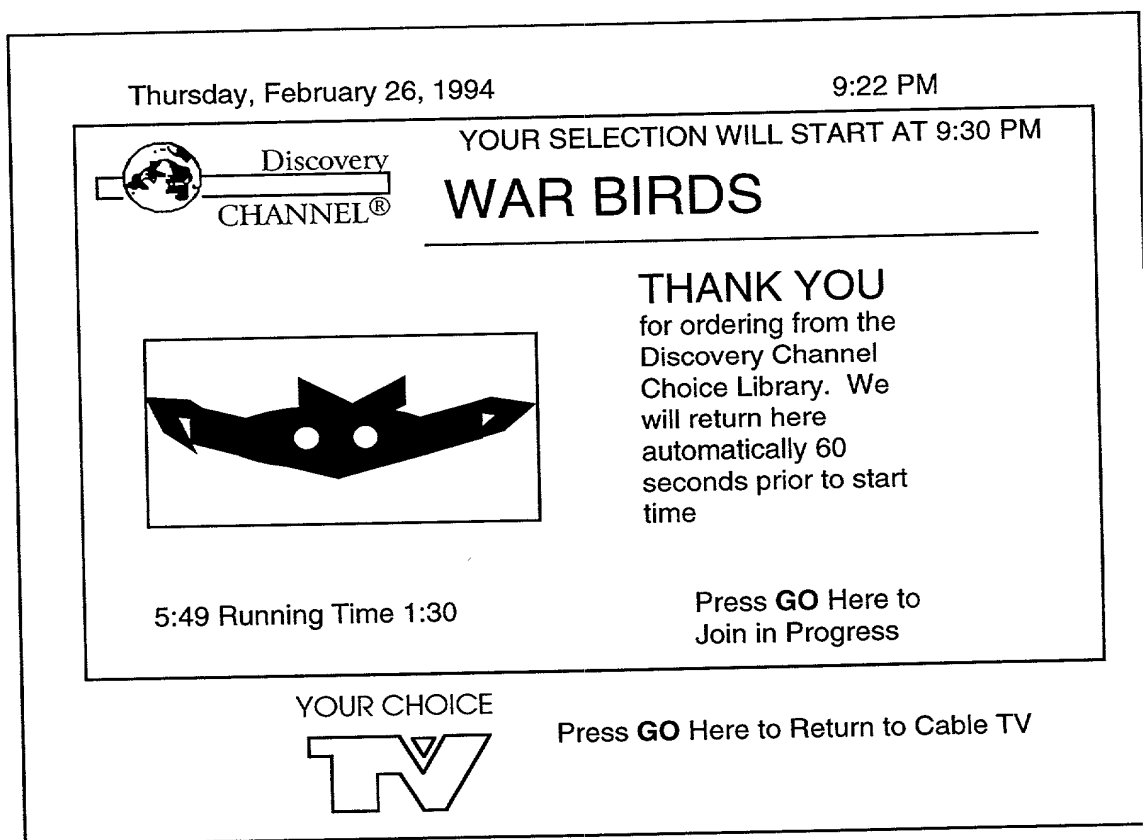 Thursday, February 26, 1994
9:22 PM
Discovery
CHANNEL®
YOUR SELECTION WILL START AT 9:30 PM
WAR BIRDS
THANK YOU
for ordering from the
Discovery Channel
Choice Library. We
will return here
automatically 60
seconds prior to start
time
5:49 Running Time 1:30
Press GO Here to
Join in Progress
YOUR CHOICE
TV
Press GO Here to Return to Cable TV